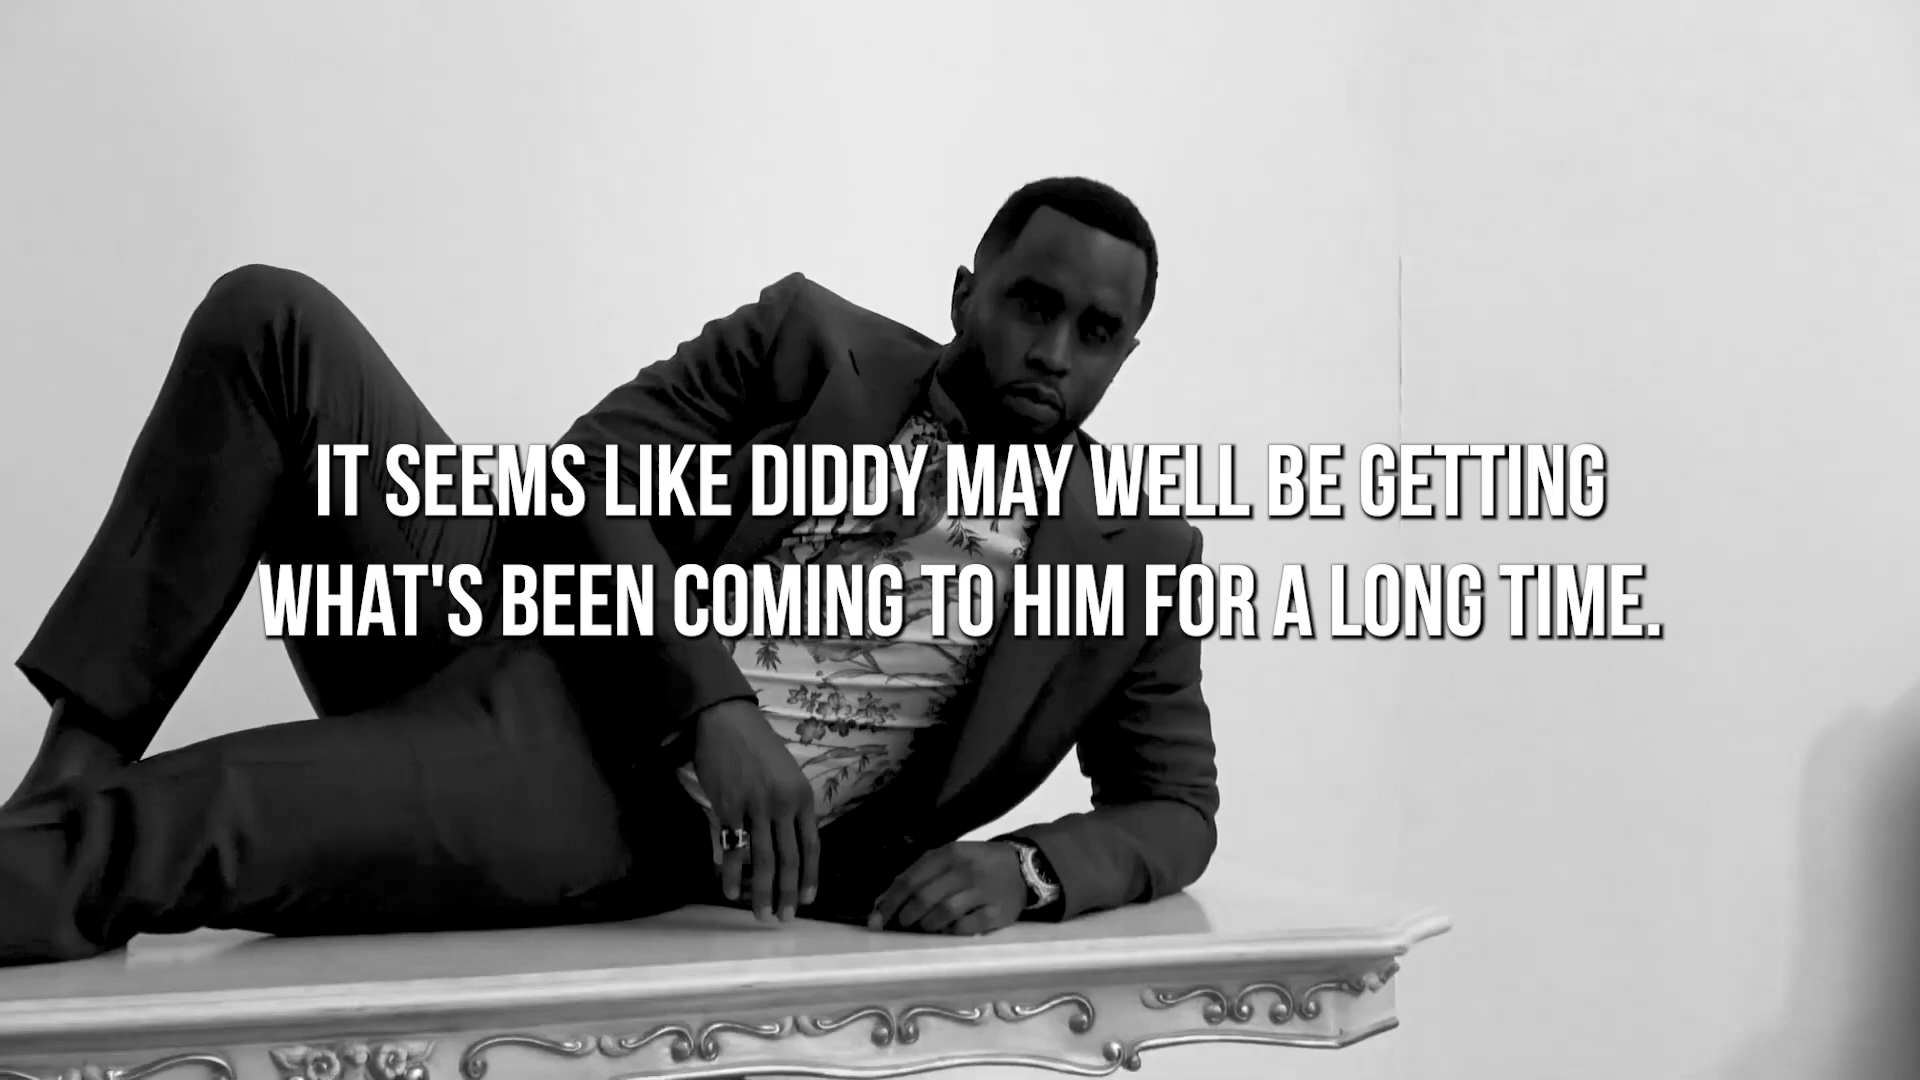 IT SEEMS LIKE DIDDY MAY WELL BE GETTING
WHAT'S BEEN COMING TO HIM FOR A LONG TIME.